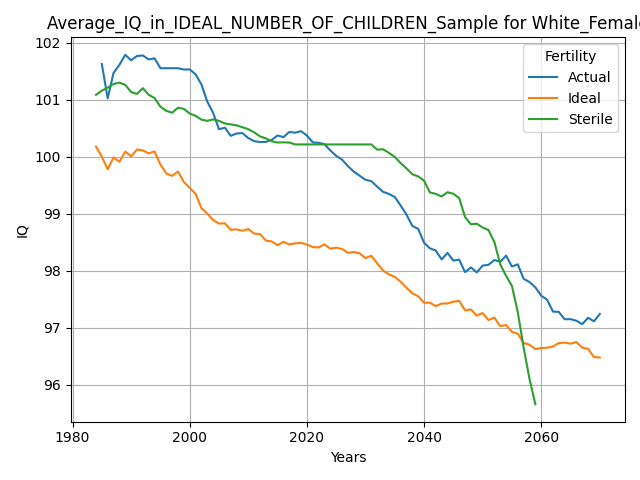 Average_IQ_in_IDEAL_NUMBER_OF_CHILDREN_Sample for White_Female
102
101
100
99
98
97
96
IQ
Fertility
Actual
Ideal
Sterile
1980
2000
2020
2040
2060
Years